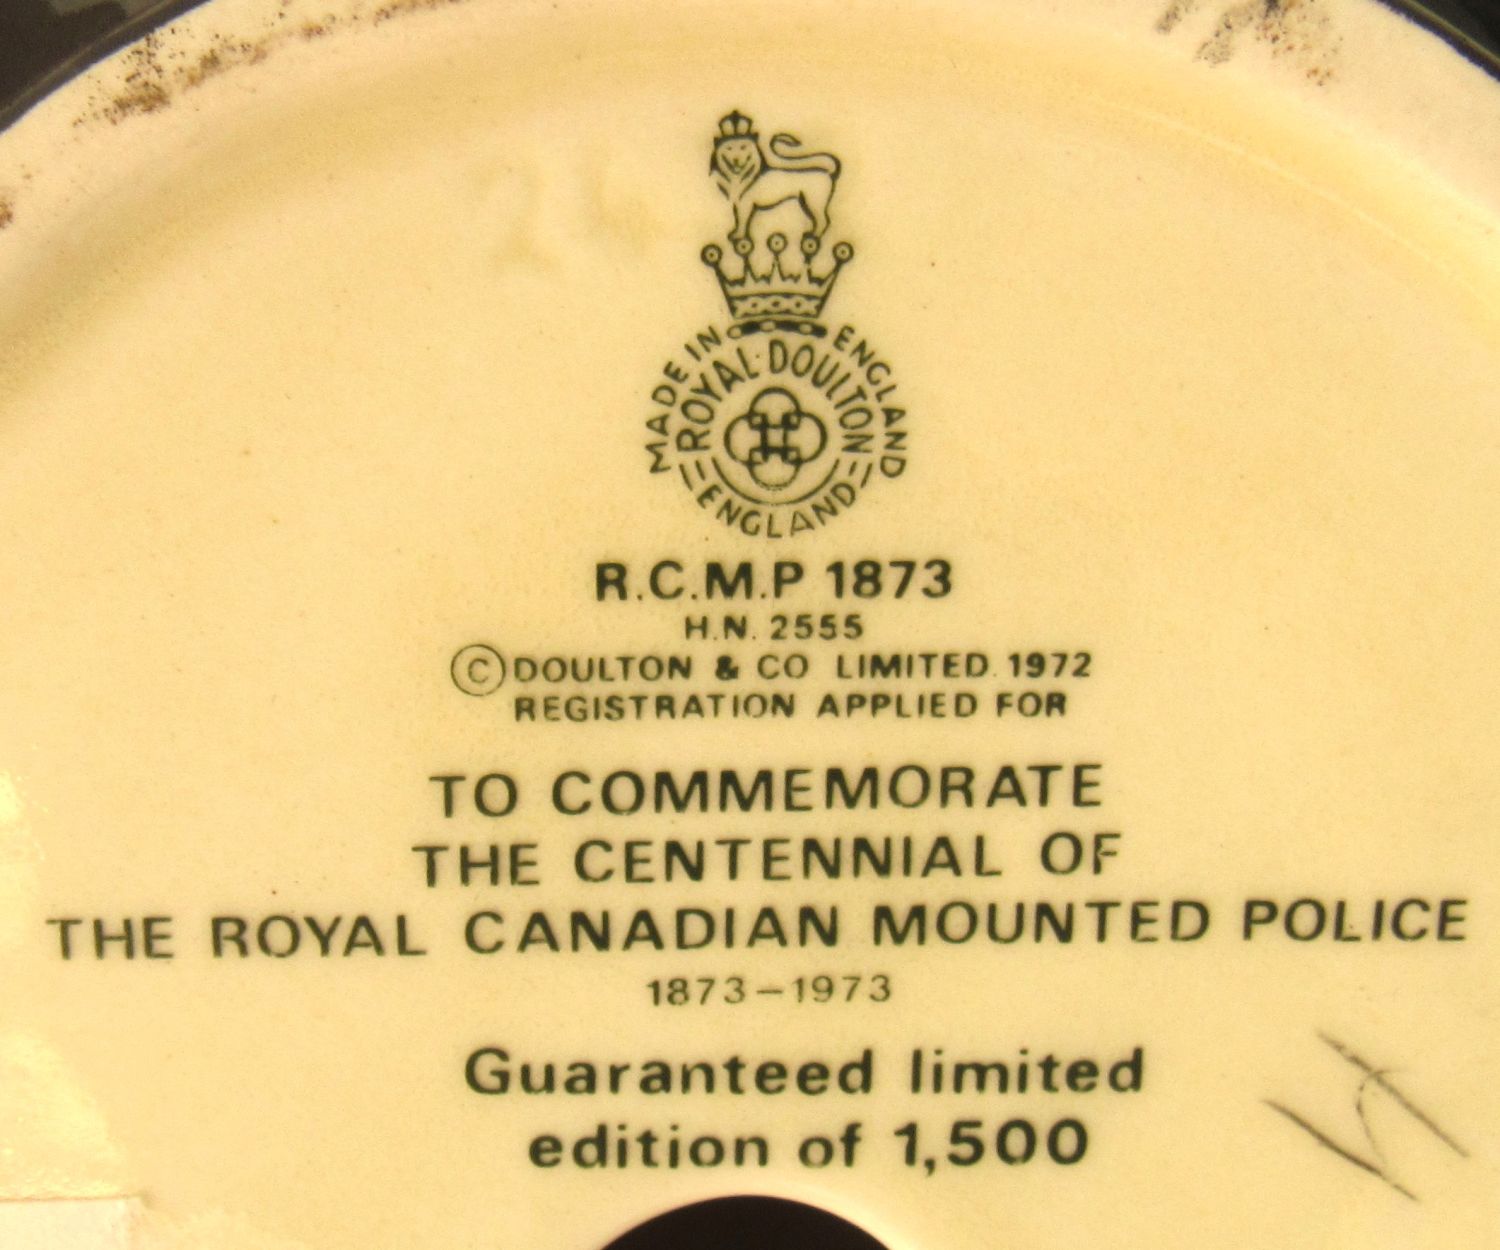 MADE IN ENGLAND
ROYAL·DOULTON
ENGLAND
R.C.M.P 1873
H.N. 2555
© DOULTON & CO LIMITED. 1972
REGISTRATION APPLIED FOR
TO COMMEMORATE
THE CENTENNIAL OF
THE ROYAL CANADIAN MOUNTED POLICE
1873–1973
Guaranteed limited
edition of 1,500